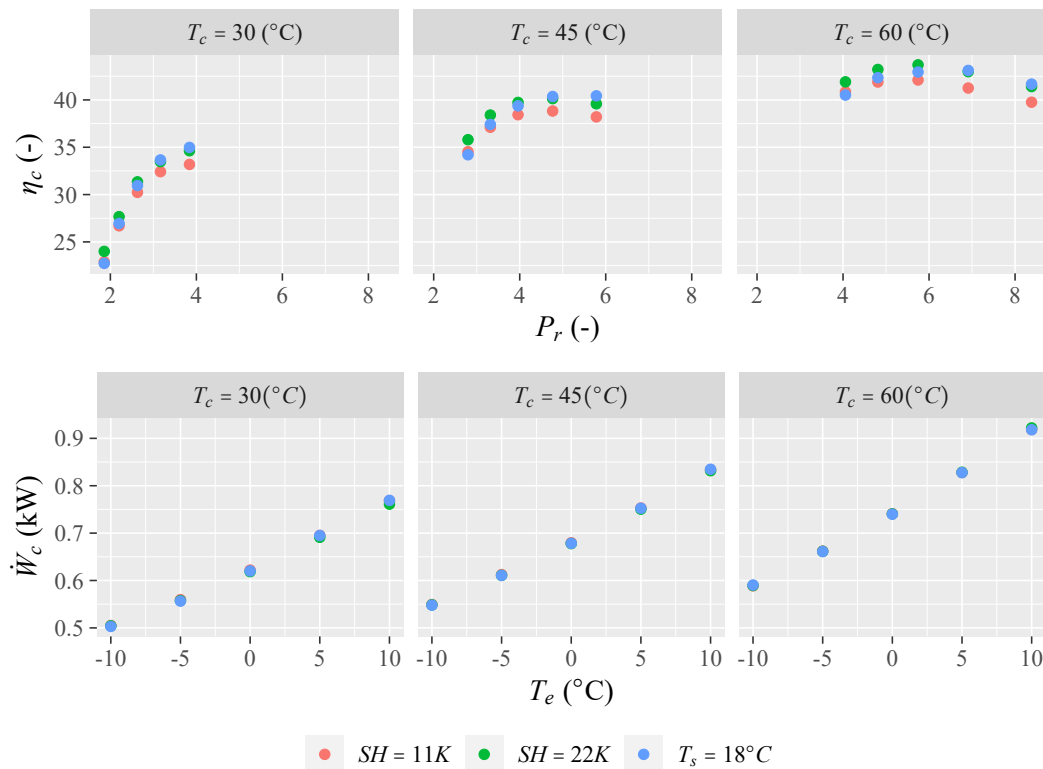 T_c = 30 (°C) T_c = 45 (°C) T_c = 60 (°C)
40
35
30
25
η_c (-)
2 4 6 8 2 4 6 8 2 4 6 8
P_r (-)
T_c = 30(°C) T_c = 45(°C) T_c = 60(°C)
0.9
0.8
0.7
0.6
0.5
Ẇ_c (kW)
-10 -5 0 5 10 -10 -5 0 5 10 -10 -5 0 5 10
T_e (°C)
SH = 11K SH = 22K T_s = 18°C